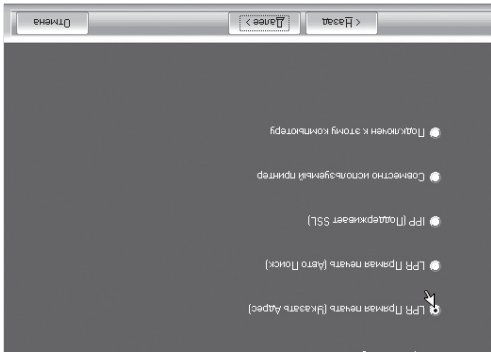 LPR Прямая печать (Указать Адрес)
LPR Прямая печать (Авто Поиск)
IPP (Поддерживает SSL)
Совместно используемый принтер
Подключен к этому компьютеру
< Назад Далее > Отмена